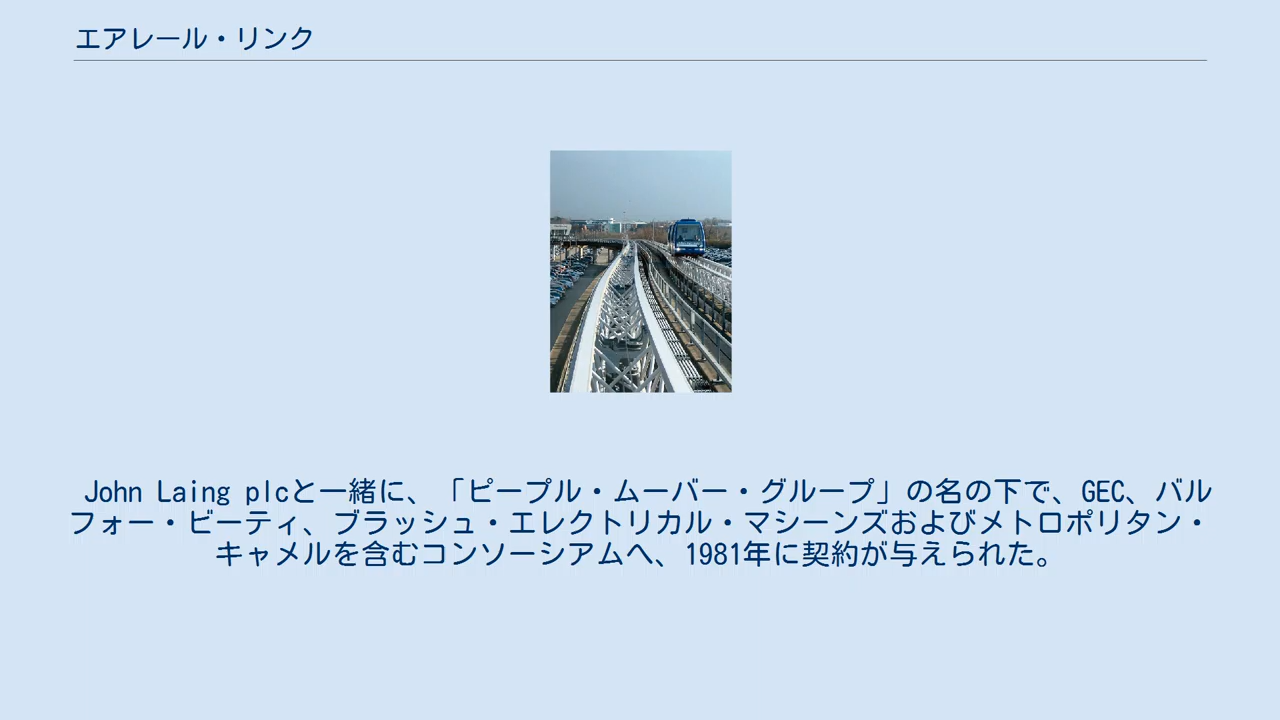 エアレール・リンク
John Laing plcと一緒に、「ピープル・ムーバー・グループ」の名の下で、GEC、バル
フォー・ビーティ、ブラッシュ・エレクトリカル・マシーンズおよびメトロポリタン・
キャメルを含むコンソーシアムへ、1981年に契約が与えられた。